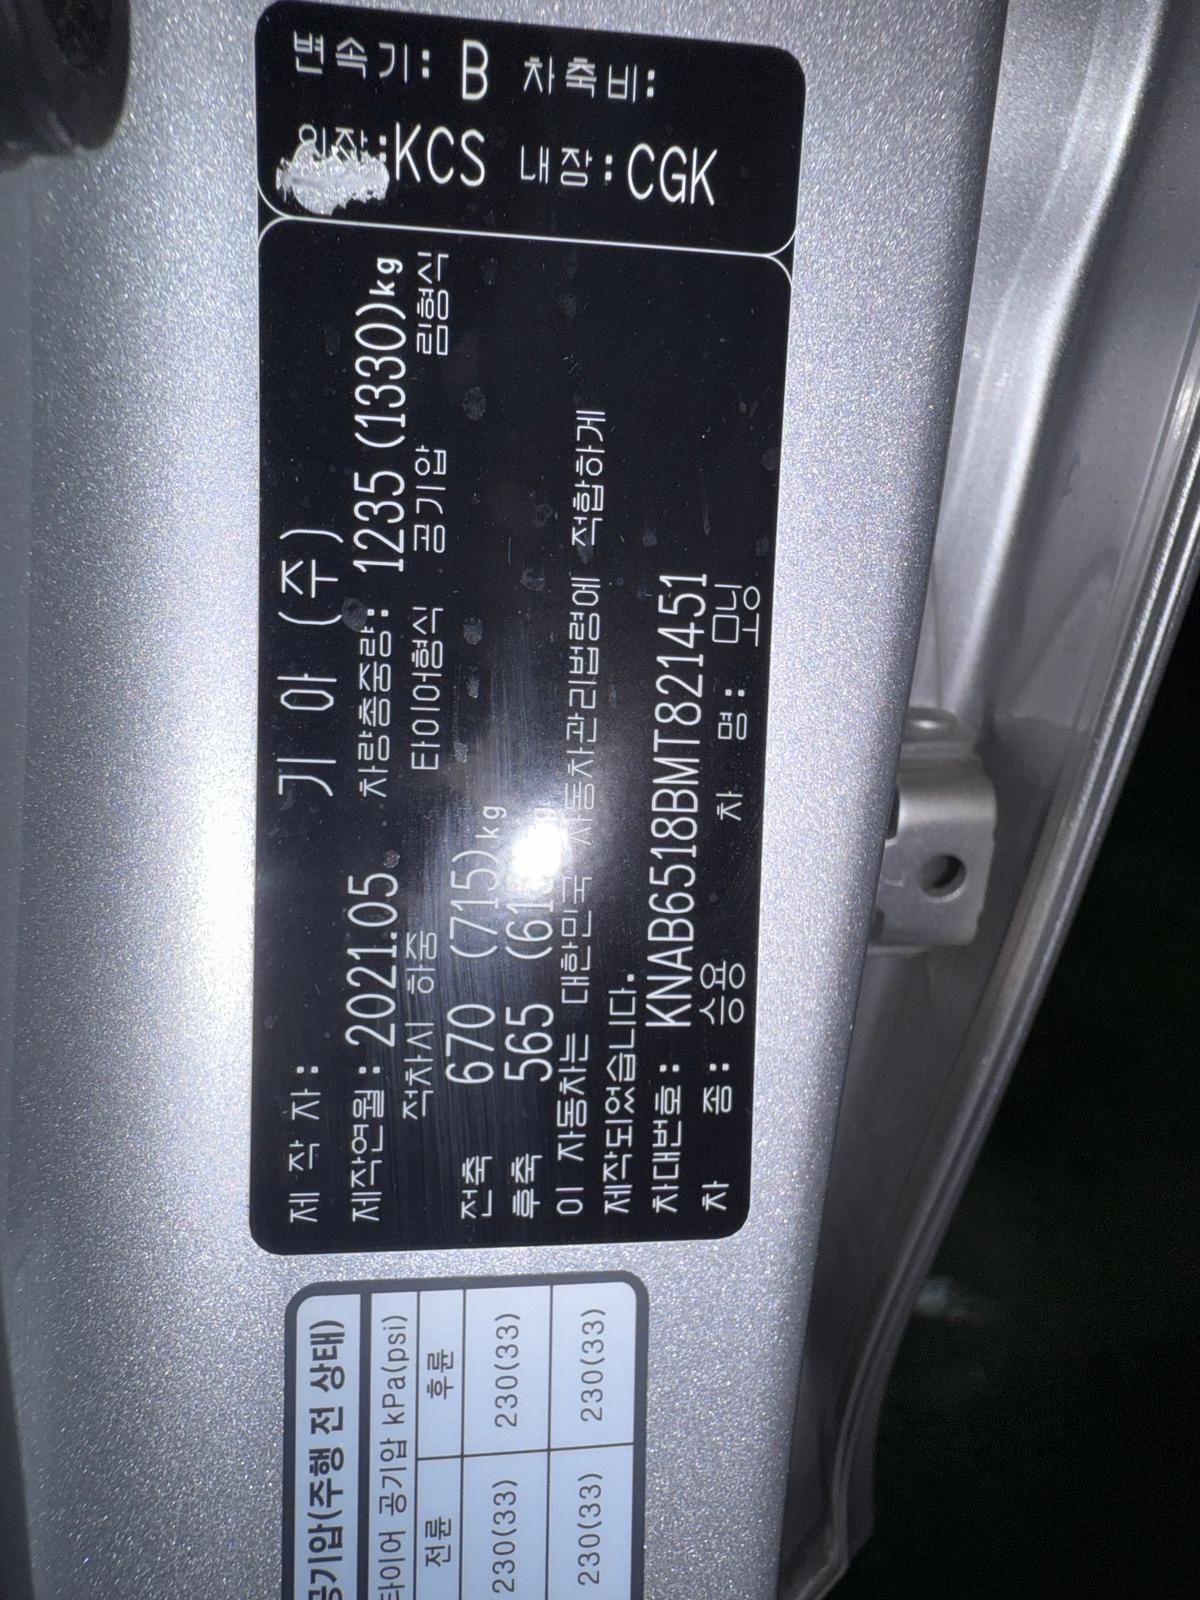 변속기: B 차축비:
외장:KCS 내장:CGK
제 작 자: 기 아 (주)
제작연월:2021.05 차량총중량: 1235 (1330)kg
적차시 하중 타이어형식 공기압 림형식
전축 670 (715)kg
후축 565
이 자동차는 대한민국 자동차관리법령에 적합하게
제작되었습니다.
차대번호: KNAB6518BMT821451
차 종: 승용 차 명: 모닝
공기압(주행 전 상태)
타이어 공기압 kPa(psi)
전륜 후륜
230(33) 230(33)
230(33) 230(33)